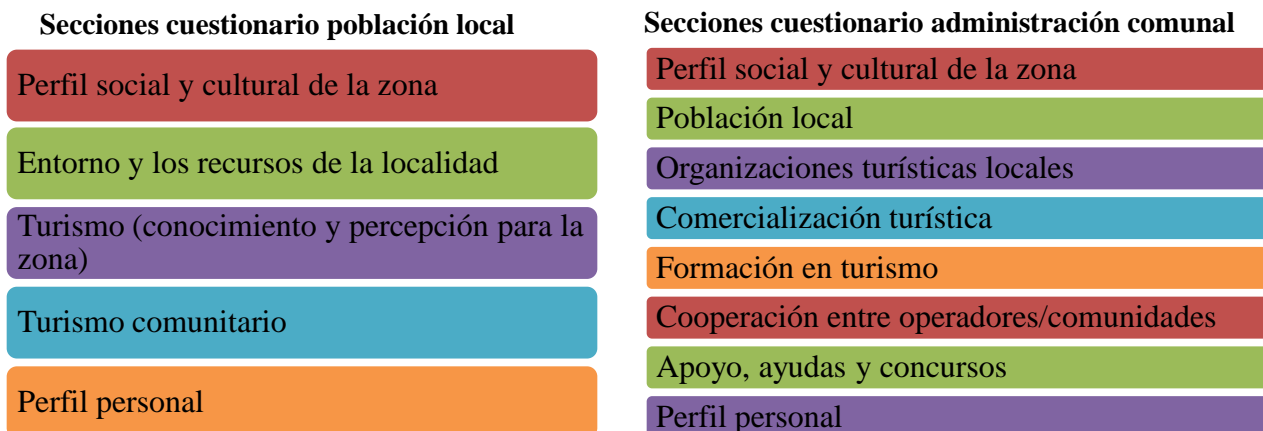 Secciones cuestionario población local
Perfil social y cultural de la zona
Entorno y los recursos de la localidad
Turismo (conocimiento y percepción para la
zona)
Turismo comunitario
Perfil personal
Secciones cuestionario administración comunal
Perfil social y cultural de la zona
Población local
Organizaciones turísticas locales
Comercialización turística
Formación en turismo
Cooperación entre operadores/comunidades
Apoyo, ayudas y concursos
Perfil personal